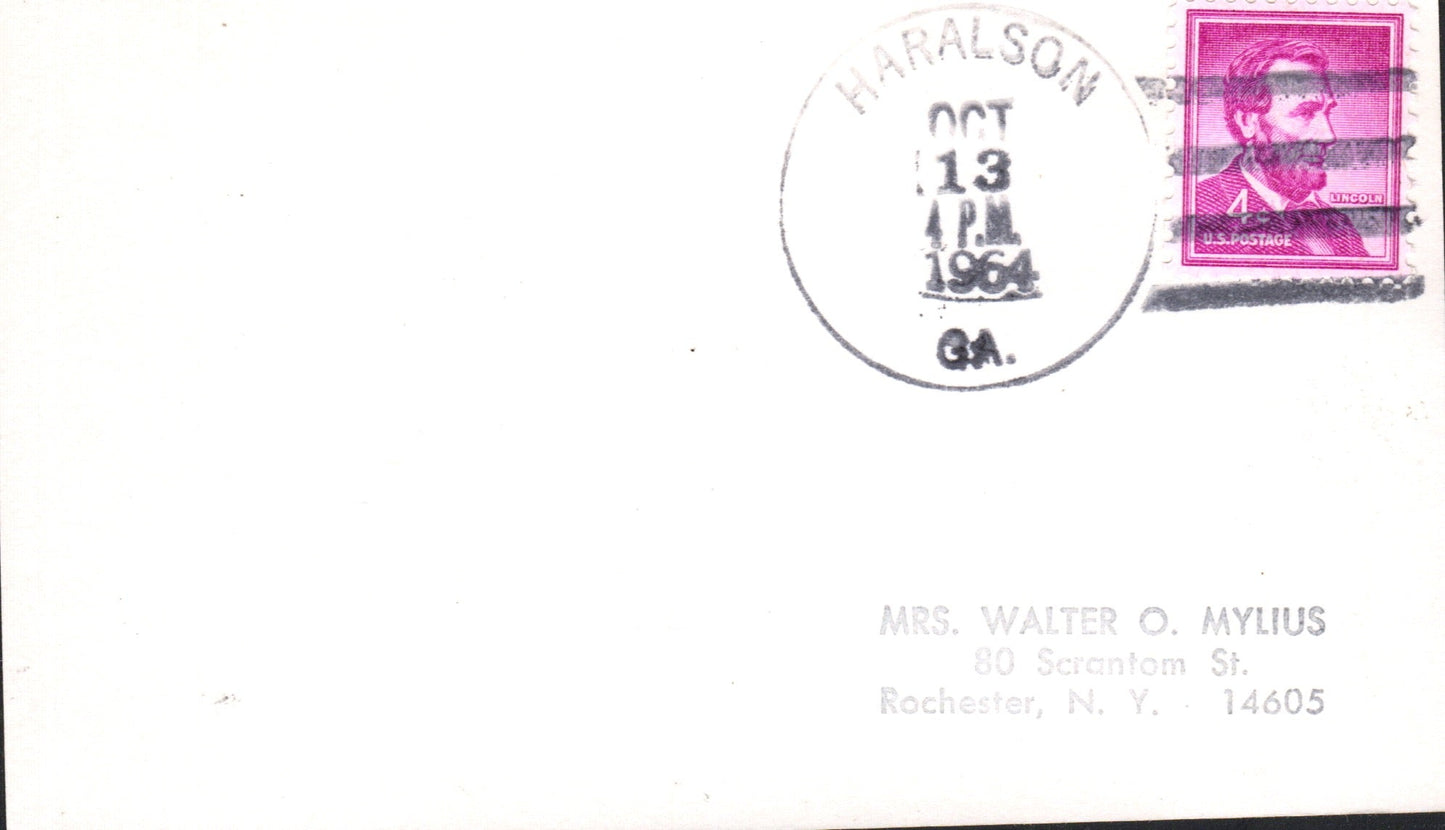 HARALSON
OCT
13
4 P.M.
1964
GA.
4¢
LINCOLN
U.S. POSTAGE
MRS. WALTER O. MYLIUS
80 Scrantom St.
Rochester, N. Y. 14605